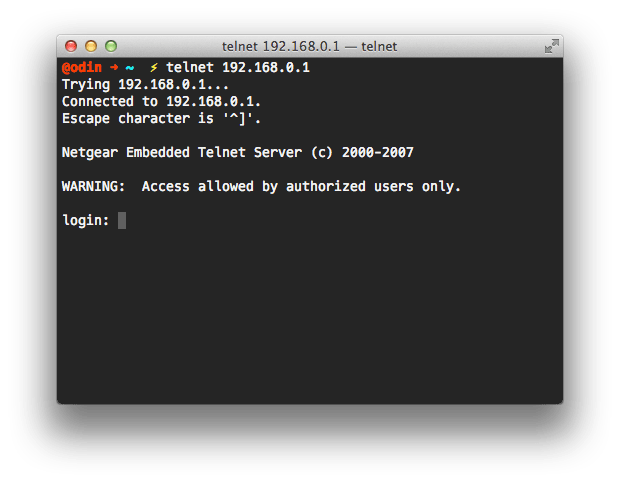 telnet 192.168.0.1 — telnet
@odin ➜ ~ ⚡ telnet 192.168.0.1
Trying 192.168.0.1...
Connected to 192.168.0.1.
Escape character is '^]'.
Netgear Embedded Telnet Server (c) 2000-2007
WARNING:  Access allowed by authorized users only.
login: